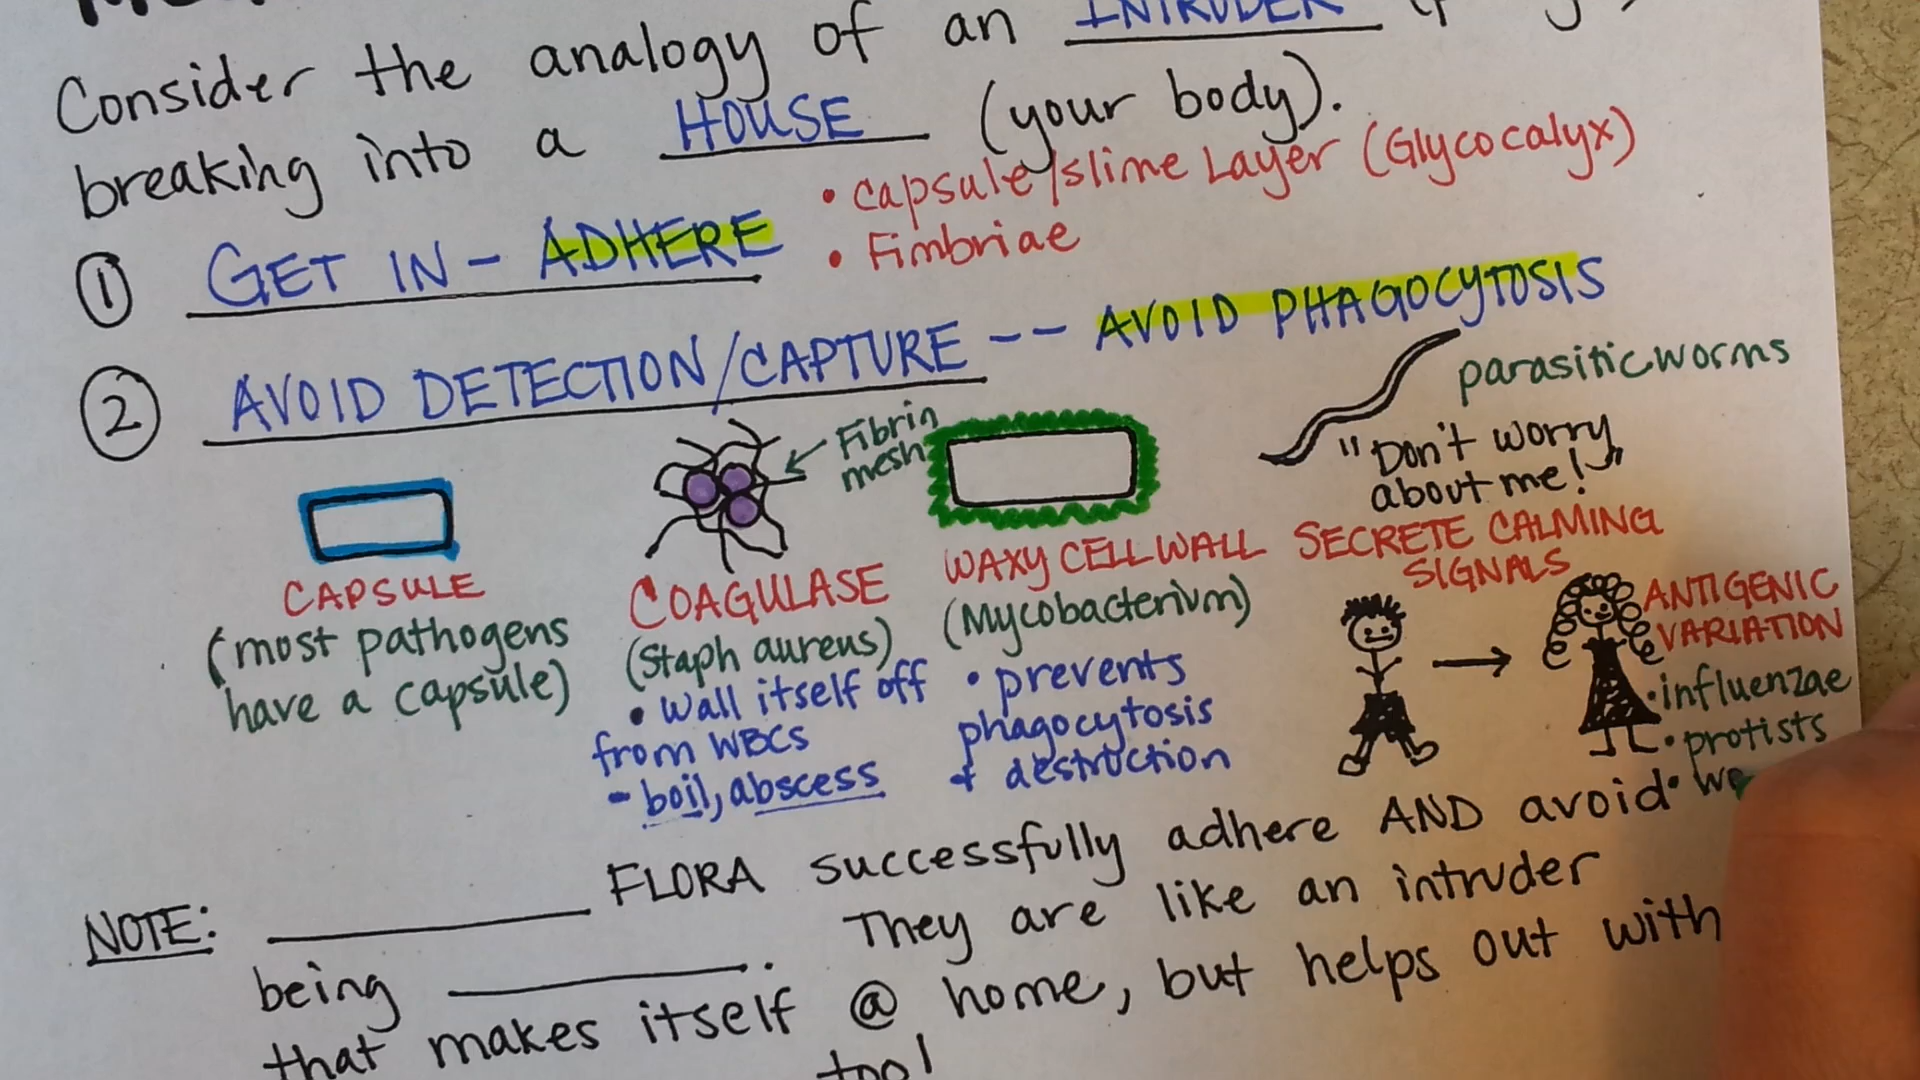 Consider the analogy of an INTRUDER
breaking into a HOUSE (your body).
• capsule/slime Layer (Glycocalyx)
• Fimbriae
① GET IN - ADHERE
② AVOID DETECTION/CAPTURE -- AVOID PHAGOCYTOSIS
parasitic worms
"Don't worry
about me!"
Fibrin
mesh
CAPSULE
(most pathogens
have a capsule)
COAGULASE
(Staph aureus)
• Wall itself off
from WBCs
- boil, abscess
WAXY CELL WALL
(Mycobacterium)
• prevents
phagocytosis
+ destruction
SECRETE CALMING
SIGNALS
ANTIGENIC
VARIATION
• influenzae
• protists
NOTE: FLORA successfully adhere AND avoid
being . They are like an intruder
that makes itself @ home, but helps out with
too!